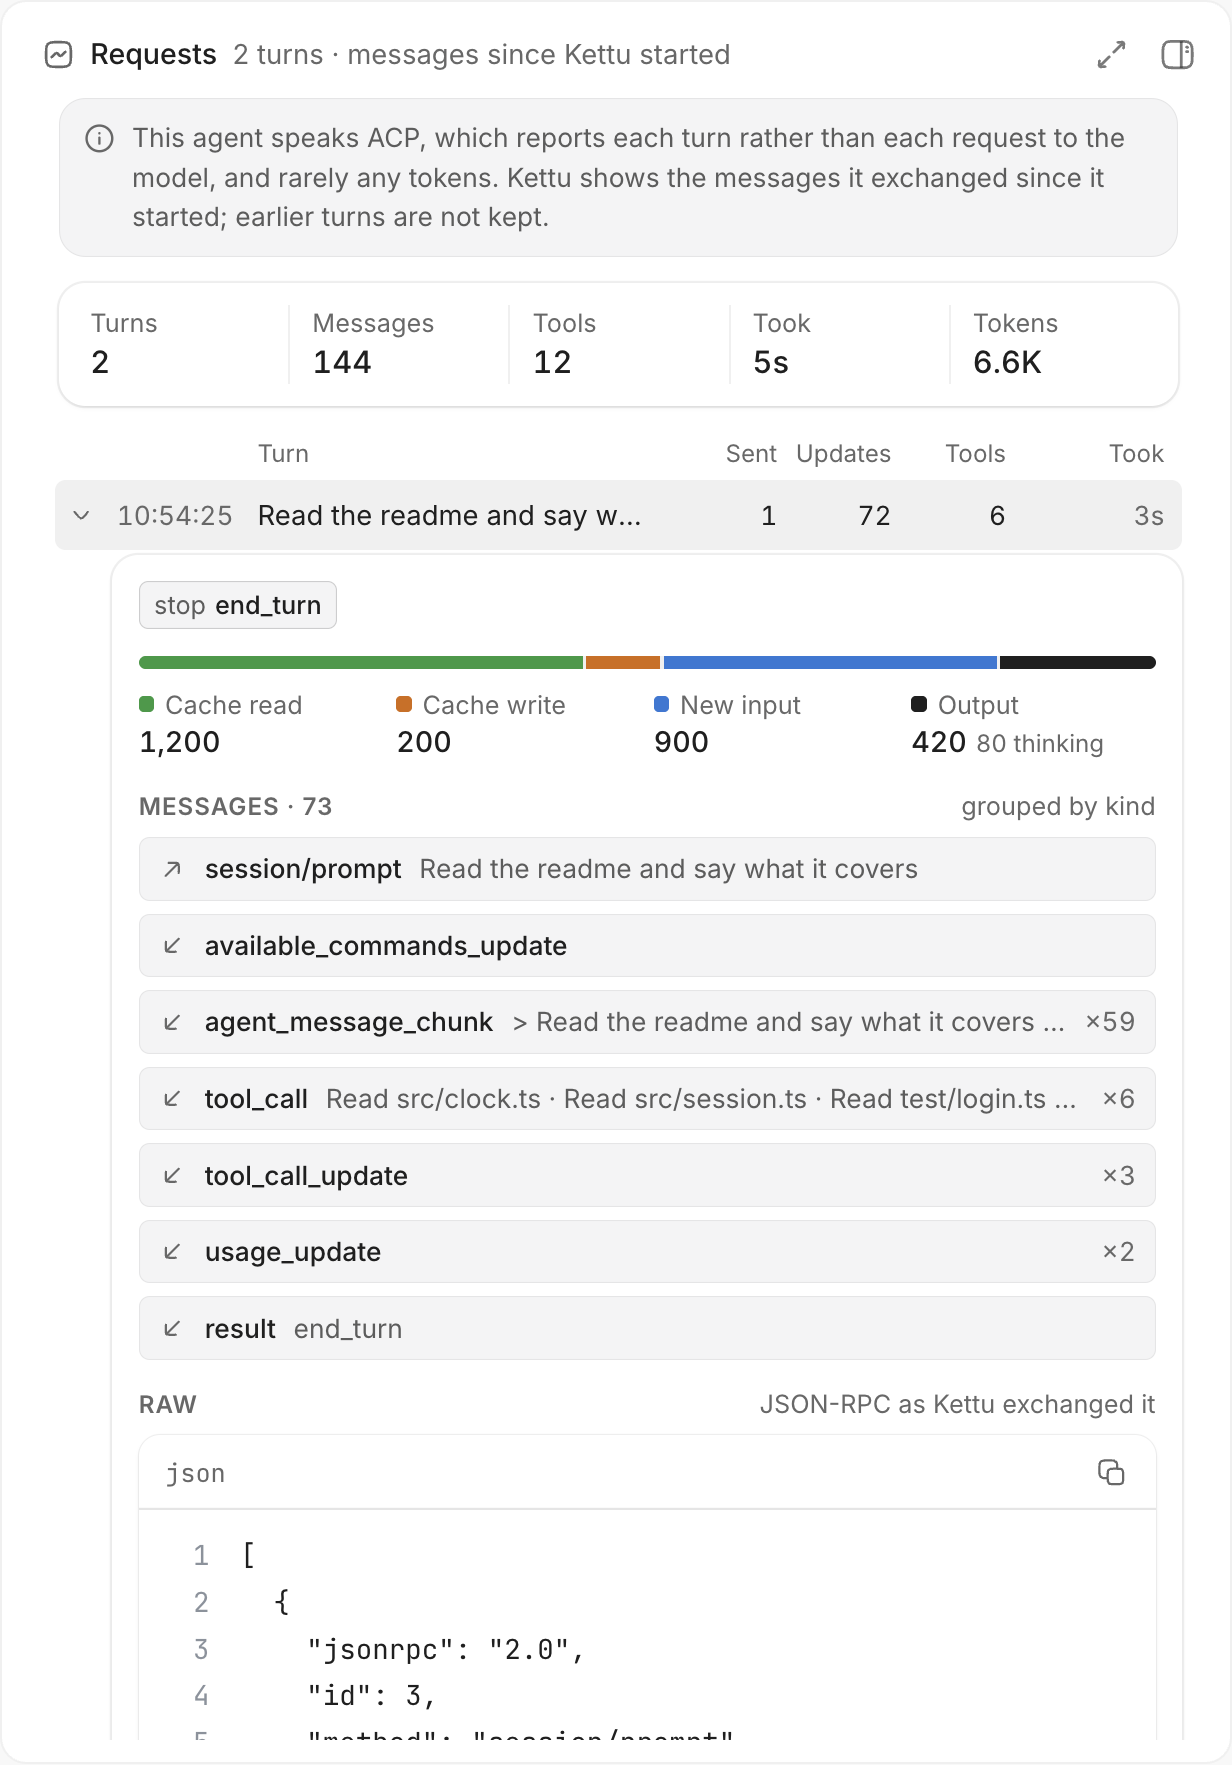 Requests 2 turns · messages since Kettu started
This agent speaks ACP, which reports each turn rather than each request to the
model, and rarely any tokens. Kettu shows the messages it exchanged since it
started; earlier turns are not kept.
Turns Messages Tools Took Tokens
2 144 12 5s 6.6K
Turn Sent Updates Tools Took
10:54:25 Read the readme and say w... 1 72 6 3s
stop end_turn
Cache read Cache write New input Output
1,200 200 900 420 80 thinking
MESSAGES · 73 grouped by kind
session/prompt Read the readme and say what it covers
available_commands_update
agent_message_chunk > Read the readme and say what it covers ... ×59
tool_call Read src/clock.ts · Read src/session.ts · Read test/login.ts ... ×6
tool_call_update ×3
usage_update ×2
result end_turn
RAW JSON-RPC as Kettu exchanged it
json
1 [
2 {
3 "jsonrpc": "2.0",
4 "id": 3,
5 "method": "session/prompt"